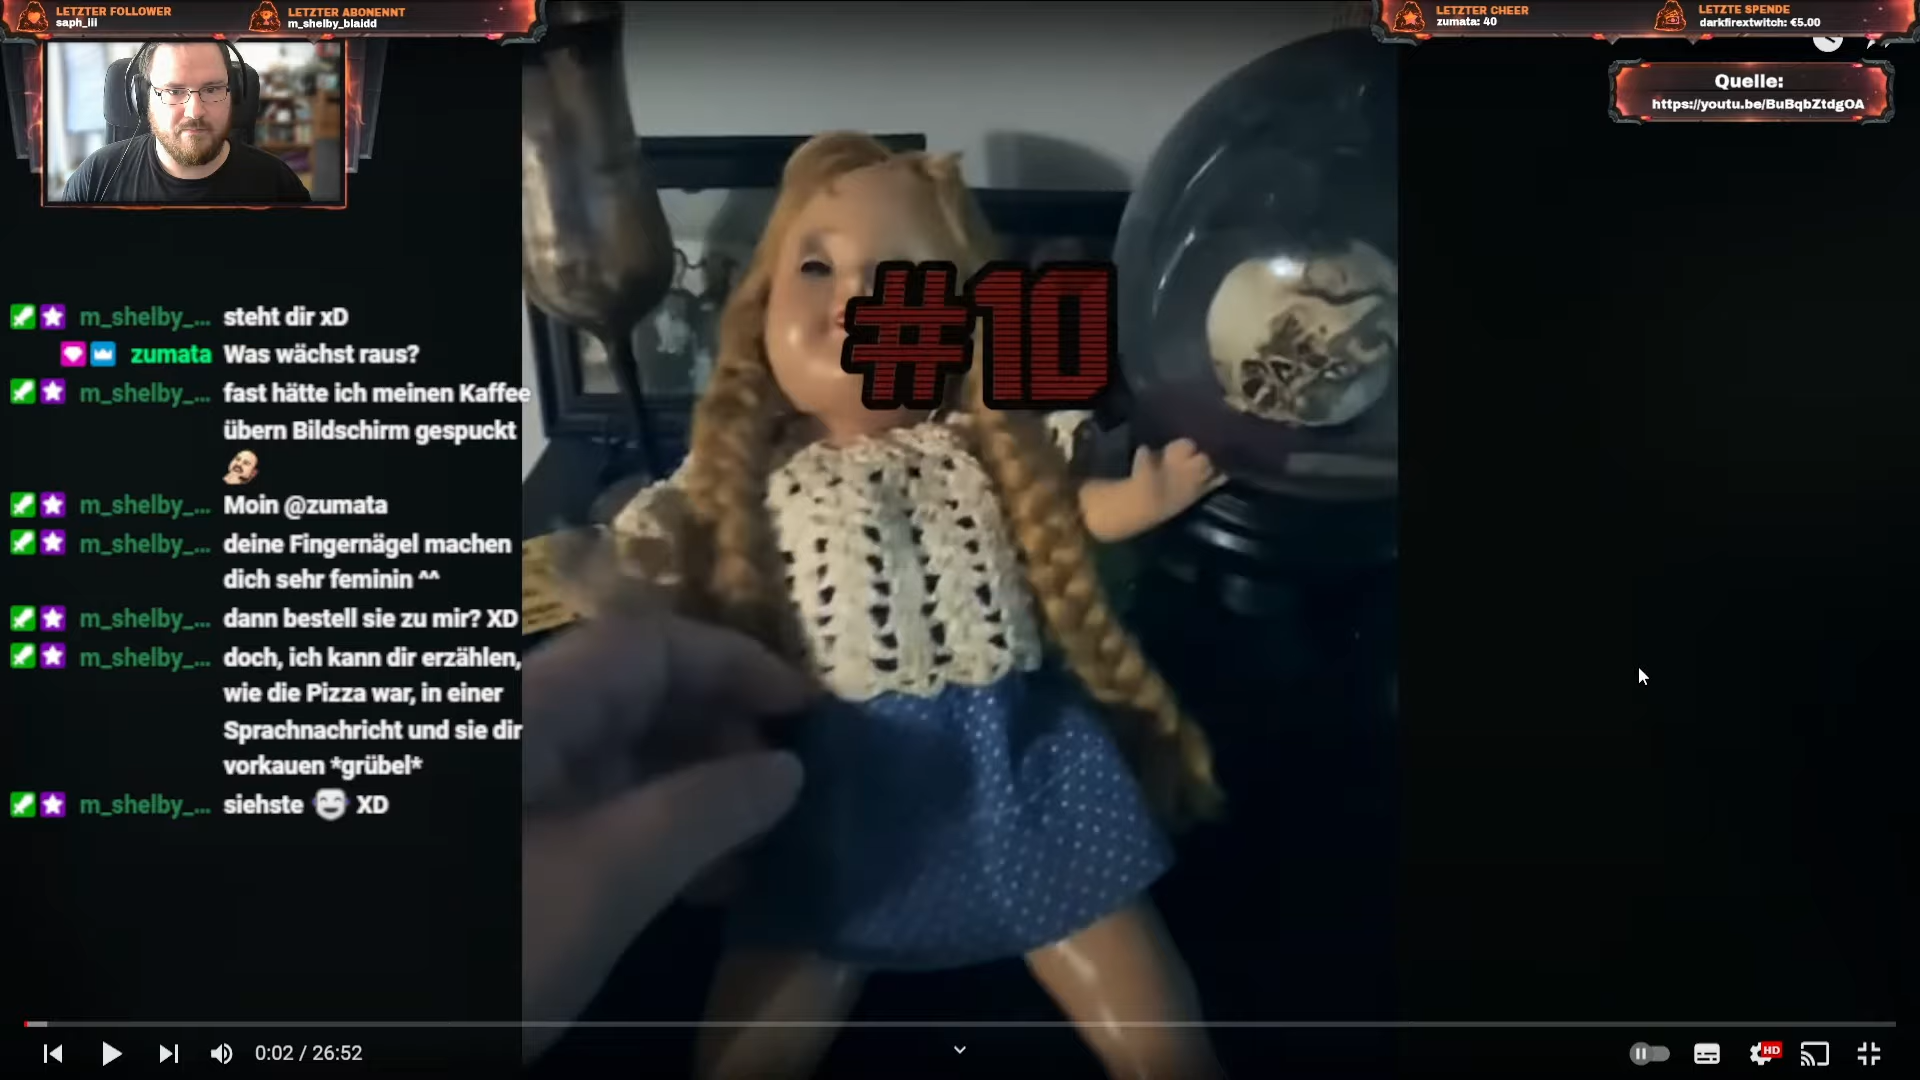 LETZTER FOLLOWER
saph_iii
LETZTER ABONENNT
m_shelby_blaidd
LETZTER CHEER
zumata: 40
LETZTE SPENDE
darkfirextwitch: €5.00
Quelle:
https://youtu.be/BuBqbZtdgOA
#10
m_shelby_... steht dir xD
zumata Was wächst raus?
m_shelby_... fast hätte ich meinen Kaffee
übern Bildschirm gespuckt
m_shelby_... Moin @zumata
m_shelby_... deine Fingernägel machen
dich sehr feminin ^^
m_shelby_... dann bestell sie zu mir? XD
m_shelby_... doch, ich kann dir erzählen,
wie die Pizza war, in einer
Sprachnachricht und sie dir
vorkauen *grübel*
m_shelby_... siehste XD
0:02 / 26:52
HD